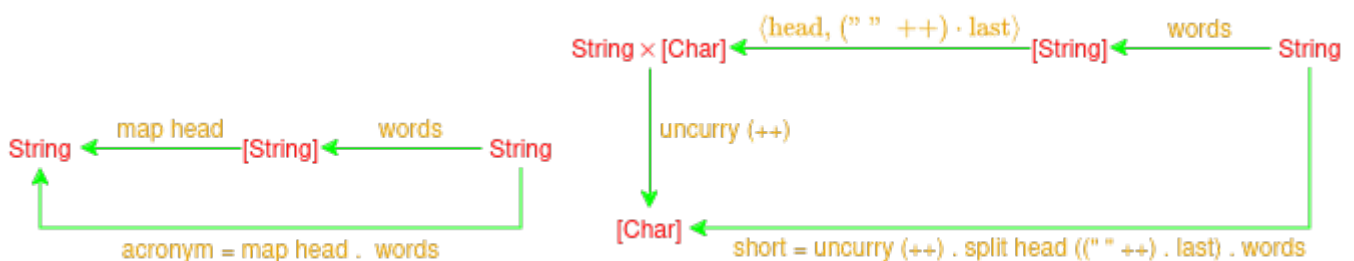 String map head [String] words String
acronym = map head . words
String × [Char] ⟨head, (" " ++) · last⟩ [String] words String
uncurry (++)
[Char]
short = uncurry (++) . split head ((" " ++) . last) . words